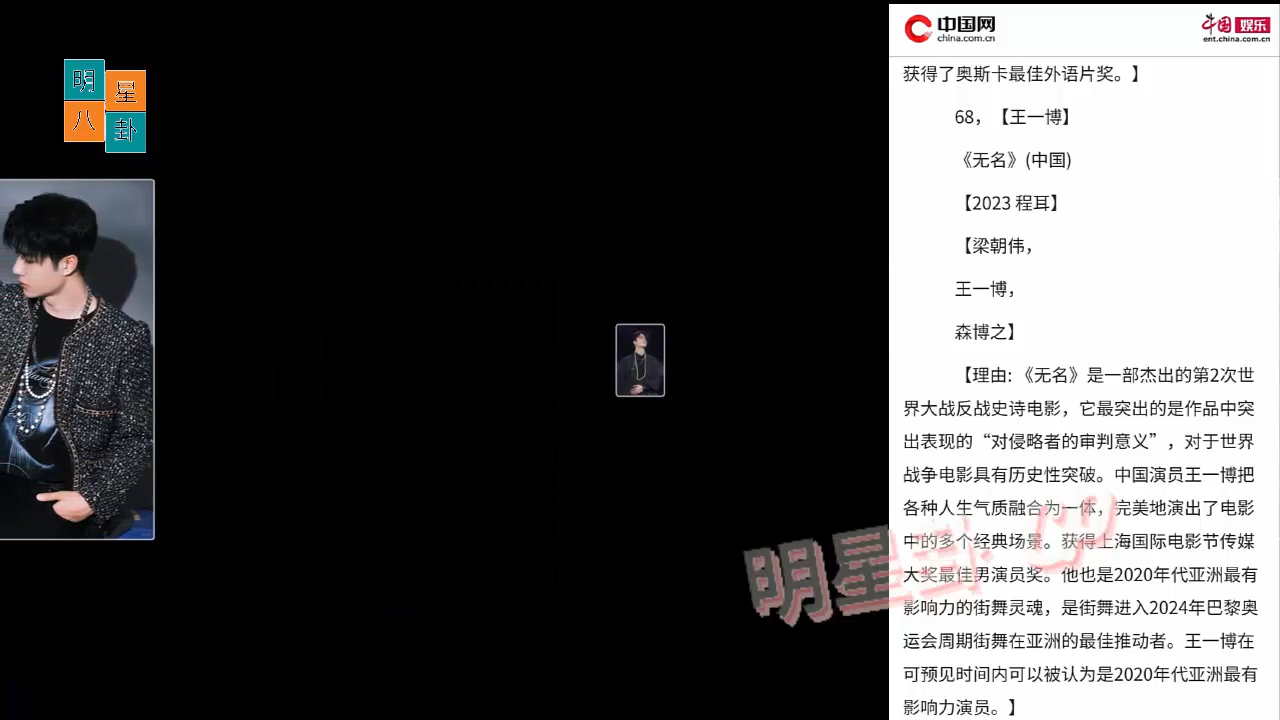 明星
八卦
中国网
china.com.cn
中国娱乐
ent.china.com.cn
获得了奥斯卡最佳外语片奖。】
68，【王一博】
《无名》(中国)
【2023 程耳】
【梁朝伟，
王一博，
森博之】
【理由:《无名》是一部杰出的第2次世
界大战反战史诗电影，它最突出的是作品中突
出表现的“对侵略者的审判意义”，对于世界
战争电影具有历史性突破。中国演员王一博把
各种人生气质融合为一体，完美地演出了电影
中的多个经典场景。获得上海国际电影节传媒
大奖最佳男演员奖。他也是2020年代亚洲最有
影响力的街舞灵魂，是街舞进入2024年巴黎奥
运会周期街舞在亚洲的最佳推动者。王一博在
可预见时间内可以被认为是2020年代亚洲最有
影响力演员。】
明星卦